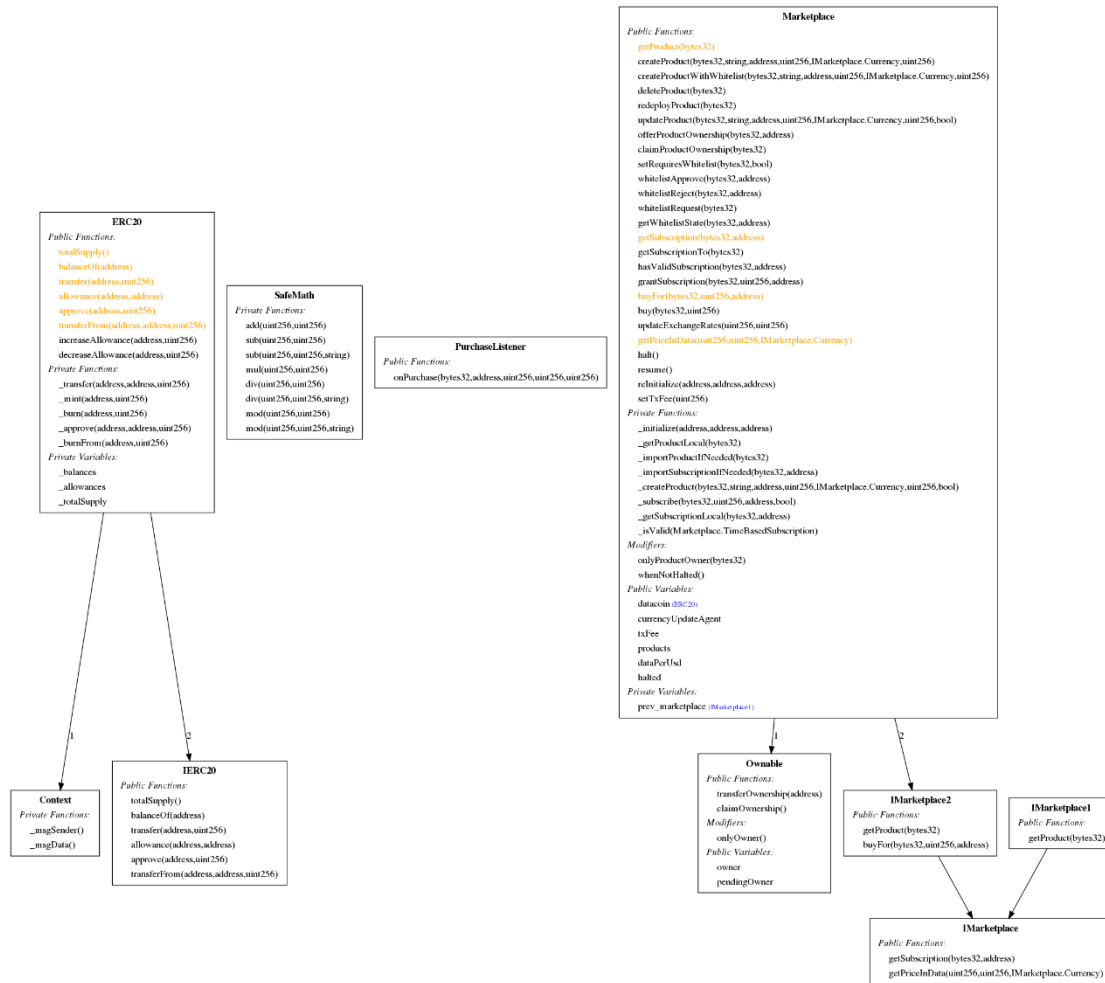 Marketplace
Public Functions:
getProduct(bytes32)
createProduct(bytes32,string,address,uint256,IMarketplace.Currency,uint256)
createProductWithWhitelist(bytes32,string,address,uint256,IMarketplace.Currency,uint256)
deleteProduct(bytes32)
redeployProduct(bytes32)
updateProduct(bytes32,string,address,uint256,IMarketplace.Currency,uint256,bool)
offerProductOwnership(bytes32,address)
claimProductOwnership(bytes32)
setRequiresWhitelist(bytes32,bool)
whitelistApprove(bytes32,address)
whitelistReject(bytes32,address)
whitelistRequest(bytes32)
getWhitelistState(bytes32,address)
getSubscription(bytes32,address)
getSubscriptionTo(bytes32)
hasValidSubscription(bytes32,address)
grantSubscription(bytes32,uint256,address)
buyFor(bytes32,uint256,address)
buy(bytes32,uint256)
updateExchangeRates(uint256,uint256)
getPriceInData(uint256,uint256,IMarketplace.Currency)
halt()
resume()
reInitialize(address,address,address)
setTxFee(uint256)
Private Functions:
_initialize(address,address,address)
_getProductLocal(bytes32)
_importProductIfNeeded(bytes32)
_importSubscriptionIfNeeded(bytes32,address)
_createProduct(bytes32,string,address,uint256,IMarketplace.Currency,uint256,bool)
_subscribe(bytes32,uint256,address,bool)
_getSubscriptionLocal(bytes32,address)
_isValid(Marketplace.TimeBasedSubscription)
Modifiers:
onlyProductOwner(bytes32)
whenNotHalted()
Public Variables:
datacoin (ERC20)
currencyUpdateAgent
txFee
products
dataPerUsd
halted
Private Variables:
prev_marketplace (IMarketplace1)
ERC20
Public Functions:
totalSupply()
balanceOf(address)
transfer(address,uint256)
allowance(address,address)
approve(address,uint256)
transferFrom(address,address,uint256)
increaseAllowance(address,uint256)
decreaseAllowance(address,uint256)
Private Functions:
_transfer(address,address,uint256)
_mint(address,uint256)
_burn(address,uint256)
_approve(address,address,uint256)
_burnFrom(address,uint256)
Private Variables:
_balances
_allowances
_totalSupply
SafeMath
Private Functions:
add(uint256,uint256)
sub(uint256,uint256)
sub(uint256,uint256,string)
mul(uint256,uint256)
div(uint256,uint256)
div(uint256,uint256,string)
mod(uint256,uint256)
mod(uint256,uint256,string)
PurchaseListener
Public Functions:
onPurchase(bytes32,address,uint256,uint256,uint256)
1
2
1
2
Context
Private Functions:
_msgSender()
_msgData()
IERC20
Public Functions:
totalSupply()
balanceOf(address)
transfer(address,uint256)
allowance(address,address)
approve(address,uint256)
transferFrom(address,address,uint256)
Ownable
Public Functions:
transferOwnership(address)
claimOwnership()
Modifiers:
onlyOwner()
Public Variables:
owner
pendingOwner
IMarketplace2
Public Functions:
getProduct(bytes32)
buyFor(bytes32,uint256,address)
IMarketplace1
Public Functions:
getProduct(bytes32)
IMarketplace
Public Functions:
getSubscription(bytes32,address)
getPriceInData(uint256,uint256,IMarketplace.Currency)